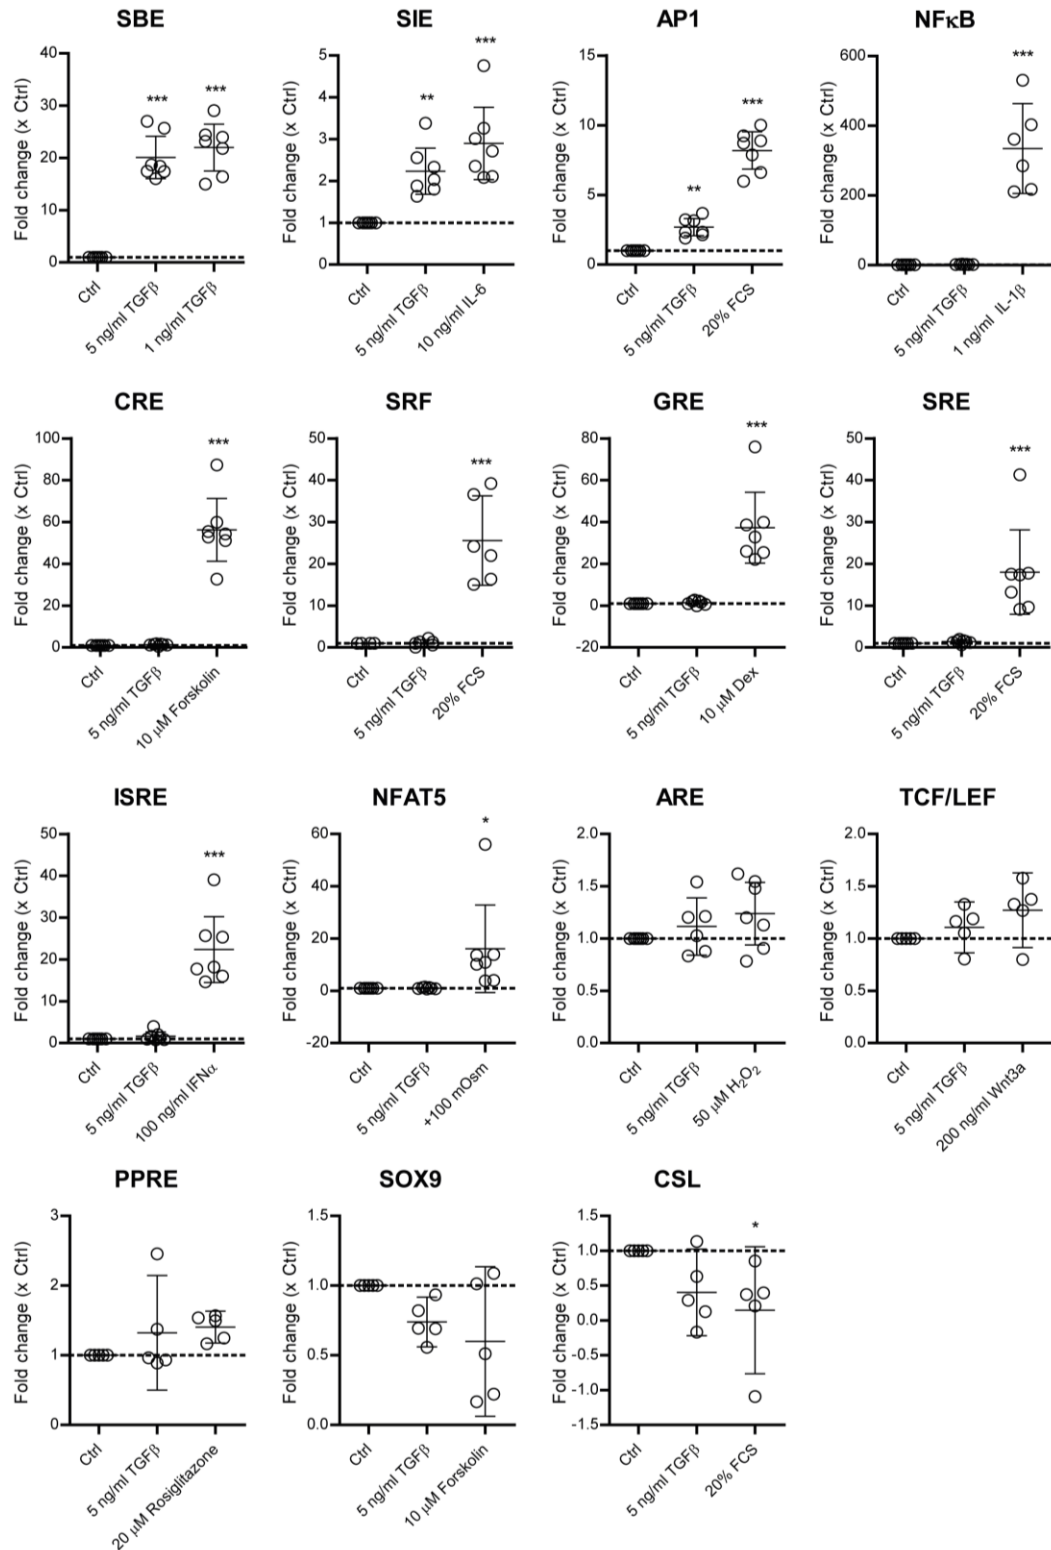 SBE
SIE
AP1
NFκB
Fold change (x Ctrl)
40
30
20
10
0
***
***
Ctrl
5 ng/ml TGFβ
1 ng/ml TGFβ
Fold change (x Ctrl)
5
4
3
2
1
0
**
***
Ctrl
5 ng/ml TGFβ
10 ng/ml IL-6
Fold change (x Ctrl)
15
10
5
0
**
***
Ctrl
5 ng/ml TGFβ
20% FCS
Fold change (x Ctrl)
600
400
200
0
***
Ctrl
5 ng/ml TGFβ
1 ng/ml IL-1β
CRE
SRF
GRE
SRE
Fold change (x Ctrl)
100
80
60
40
20
0
***
Ctrl
5 ng/ml TGFβ
10 μM Forskolin
Fold change (x Ctrl)
50
40
30
20
10
0
***
Ctrl
5 ng/ml TGFβ
20% FCS
Fold change (x Ctrl)
80
60
40
20
0
-20
***
Ctrl
5 ng/ml TGFβ
10 μM Dex
Fold change (x Ctrl)
50
40
30
20
10
0
***
Ctrl
5 ng/ml TGFβ
20% FCS
ISRE
NFAT5
ARE
TCF/LEF
Fold change (x Ctrl)
50
40
30
20
10
0
***
Ctrl
5 ng/ml TGFβ
100 ng/ml IFNα
Fold change (x Ctrl)
60
40
20
0
-20
*
Ctrl
5 ng/ml TGFβ
+100 mOsm
Fold change (x Ctrl)
2.0
1.5
1.0
0.5
0.0
Ctrl
5 ng/ml TGFβ
50 μM H₂O₂
Fold change (x Ctrl)
2.0
1.5
1.0
0.5
0.0
Ctrl
5 ng/ml TGFβ
200 ng/ml Wnt3a
PPRE
SOX9
CSL
Fold change (x Ctrl)
3
2
1
0
Ctrl
5 ng/ml TGFβ
20 μM Rosiglitazone
Fold change (x Ctrl)
1.5
1.0
0.5
0.0
Ctrl
5 ng/ml TGFβ
10 μM Forskolin
Fold change (x Ctrl)
1.5
1.0
0.5
0.0
-0.5
-1.0
-1.5
*
Ctrl
5 ng/ml TGFβ
20% FCS